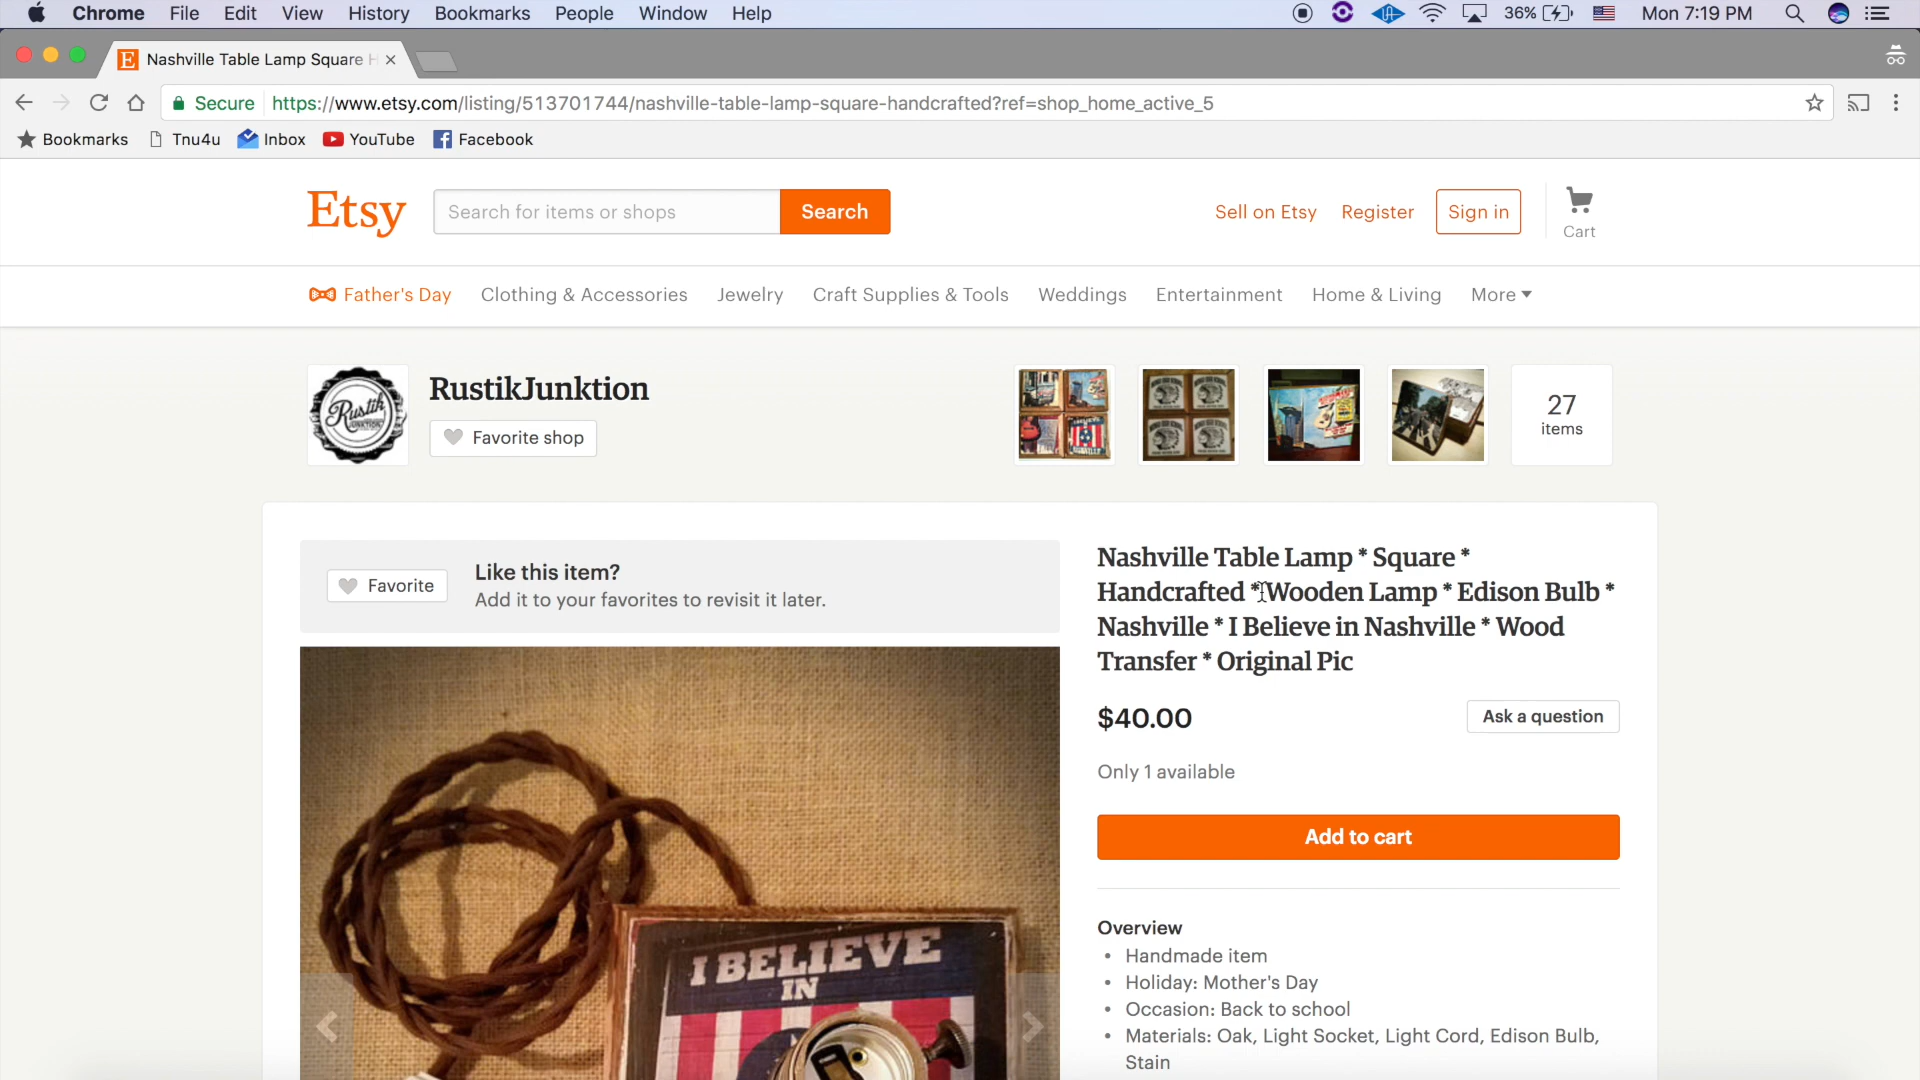 Chrome File Edit View History Bookmarks People Window Help 36% Mon 7:19 PM
Nashville Table Lamp Square H
Secure https://www.etsy.com/listing/513701744/nashville-table-lamp-square-handcrafted?ref=shop_home_active_5
Bookmarks Tnu4u Inbox YouTube Facebook
Etsy Search for items or shops Search Sell on Etsy Register Sign in Cart
Father's Day Clothing & Accessories Jewelry Craft Supplies & Tools Weddings Entertainment Home & Living More
Rustik
JUNKTION
RustikJunktion
Favorite shop
27
items
Favorite
Like this item?
Add it to your favorites to revisit it later.
I BELIEVE
IN
Nashville Table Lamp * Square *
Handcrafted * Wooden Lamp * Edison Bulb *
Nashville * I Believe in Nashville * Wood
Transfer * Original Pic
$40.00
Ask a question
Only 1 available
Add to cart
Overview
• Handmade item
• Holiday: Mother's Day
• Occasion: Back to school
• Materials: Oak, Light Socket, Light Cord, Edison Bulb,
Stain